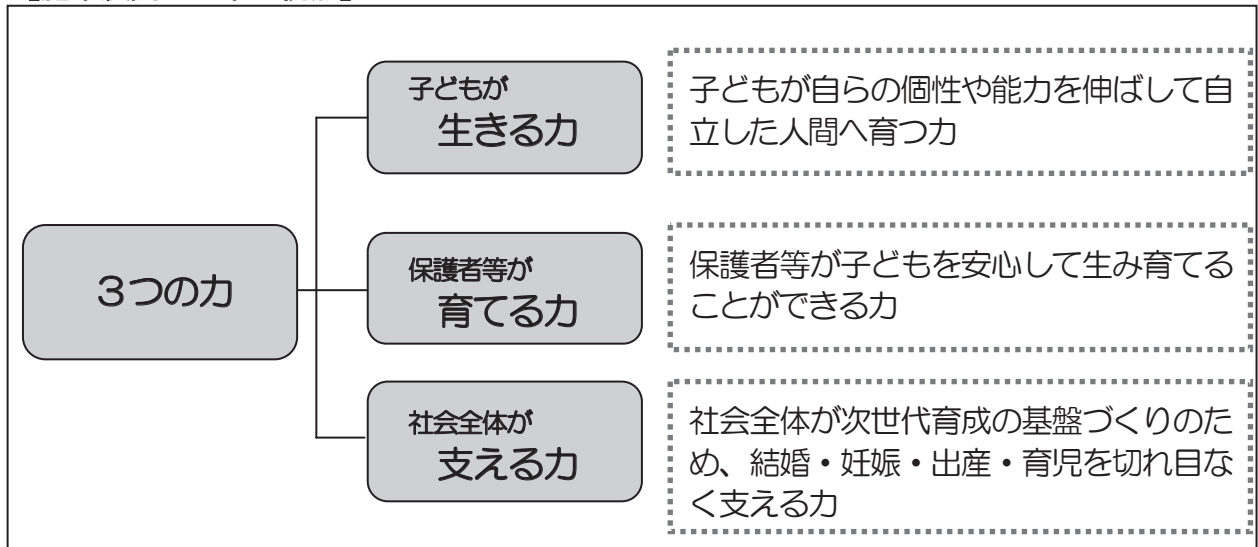 子どもが
生きる力
子どもが自らの個性や能力を伸ばして自
立した人間へ育つ力
3つの力
保護者等が
育てる力
保護者等が子どもを安心して生み育てる
ことができる力
社会全体が
支える力
社会全体が次世代育成の基盤づくりのた
め、結婚・妊娠・出産・育児を切れ目な
く支える力